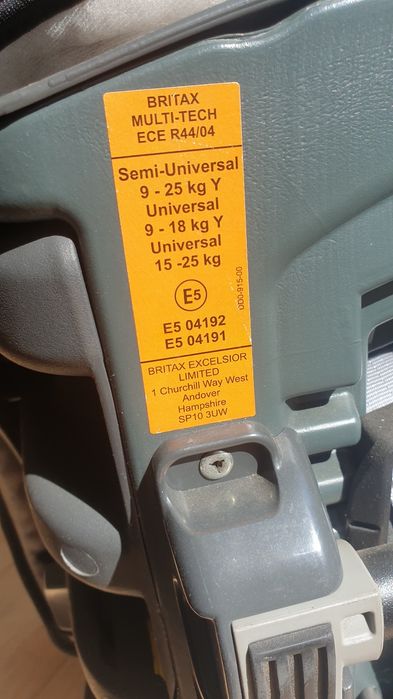 BRITAX
MULTI-TECH
ECE R44/04
Semi-Universal
9 - 25 kg Y
Universal
9 - 18 kg Y
Universal
15 -25 kg
E5
000-915-00
E5 04192
E5 04191
BRITAX EXCELSIOR
LIMITED
1 Churchill Way West
Andover
Hampshire
SP10 3UW